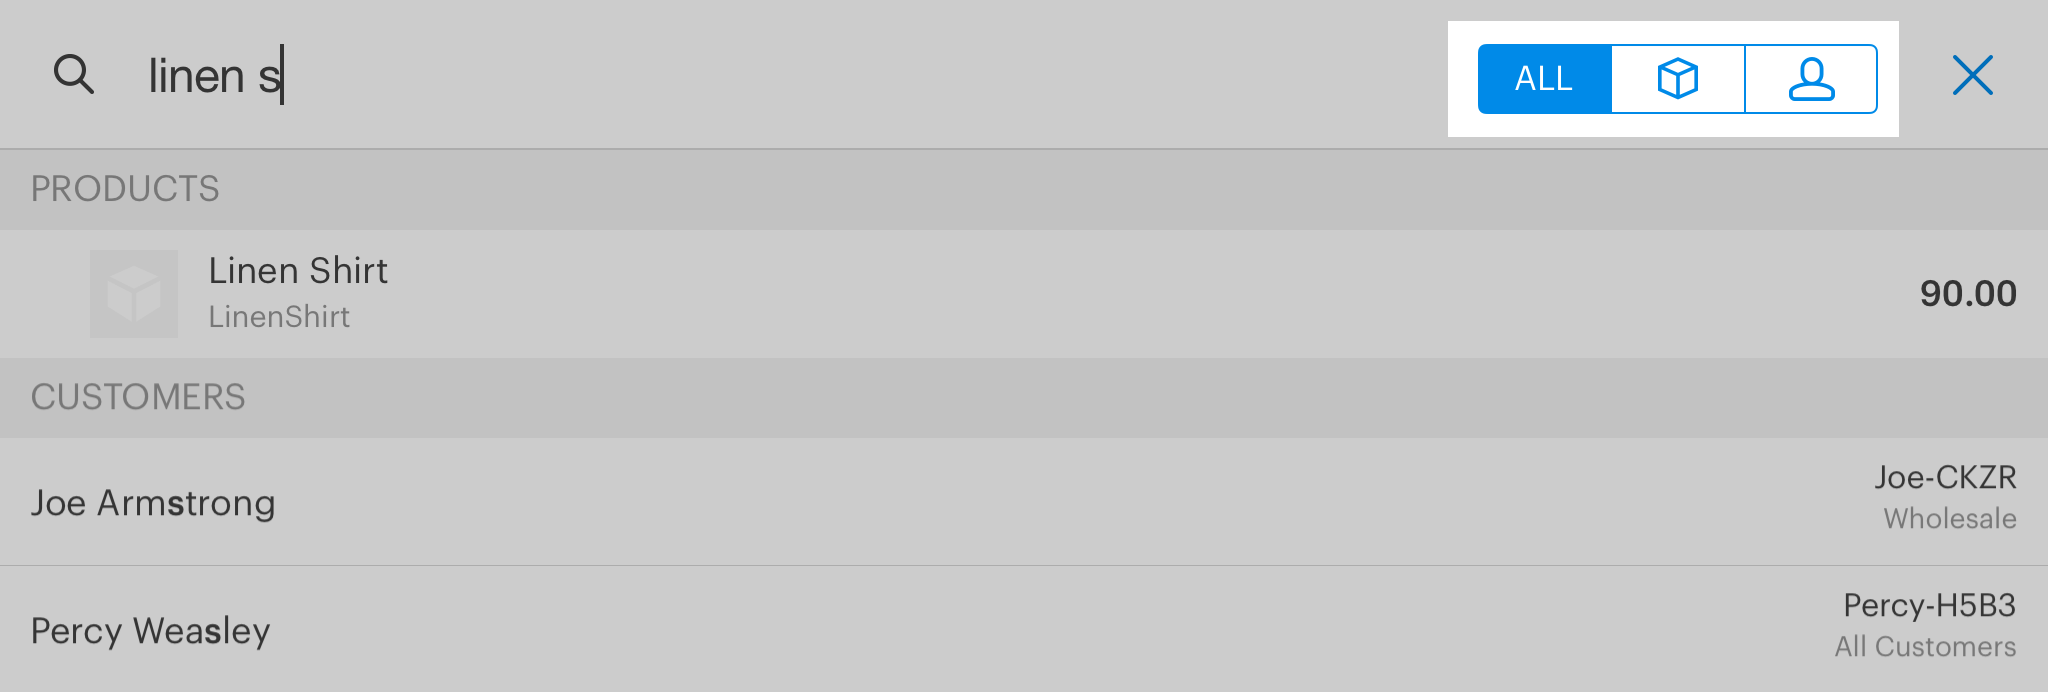 linen s
ALL
PRODUCTS
Linen Shirt
LinenShirt
90.00
CUSTOMERS
Joe Armstrong
Joe-CKZR
Wholesale
Percy Weasley
Percy-H5B3
All Customers